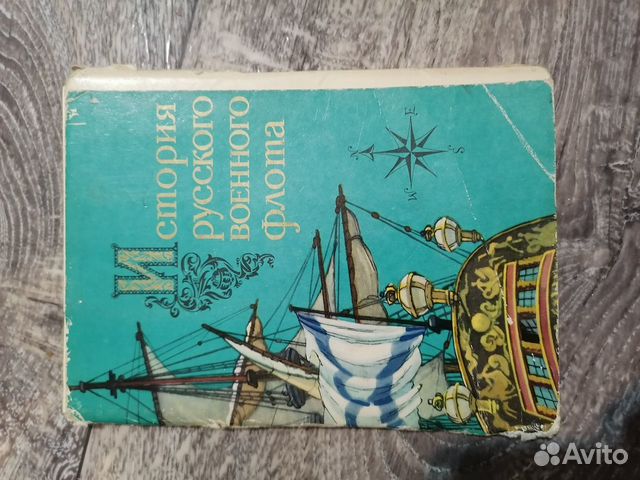 История
русского
военного
флота
N
E
S
W
Avito